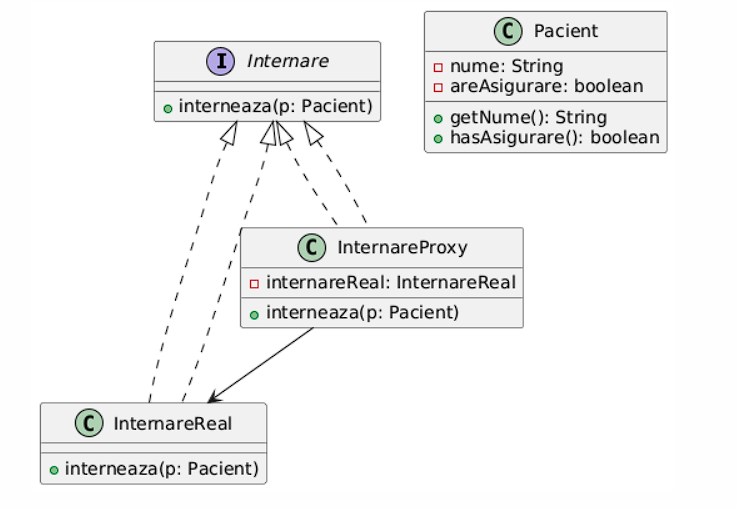 I Internare
interneaza(p: Pacient)
C Pacient
nume: String
areAsigurare: boolean
getNume(): String
hasAsigurare(): boolean
C InternareProxy
internareReal: InternareReal
interneaza(p: Pacient)
C InternareReal
interneaza(p: Pacient)